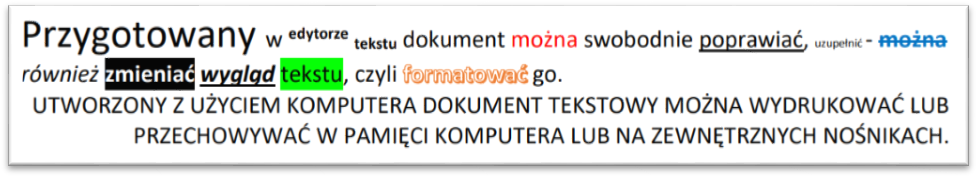 Przygotowany w edytorze tekstu dokument można swobodnie poprawiać, uzupełnić - można
również zmieniać wygląd tekstu, czyli formatować go.
UTWORZONY Z UŻYCIEM KOMPUTERA DOKUMENT TEKSTOWY MOŻNA WYDRUKOWAĆ LUB
PRZECHOWYWAĆ W PAMIĘCI KOMPUTERA LUB NA ZEWNĘTRZNYCH NOŚNIKACH.